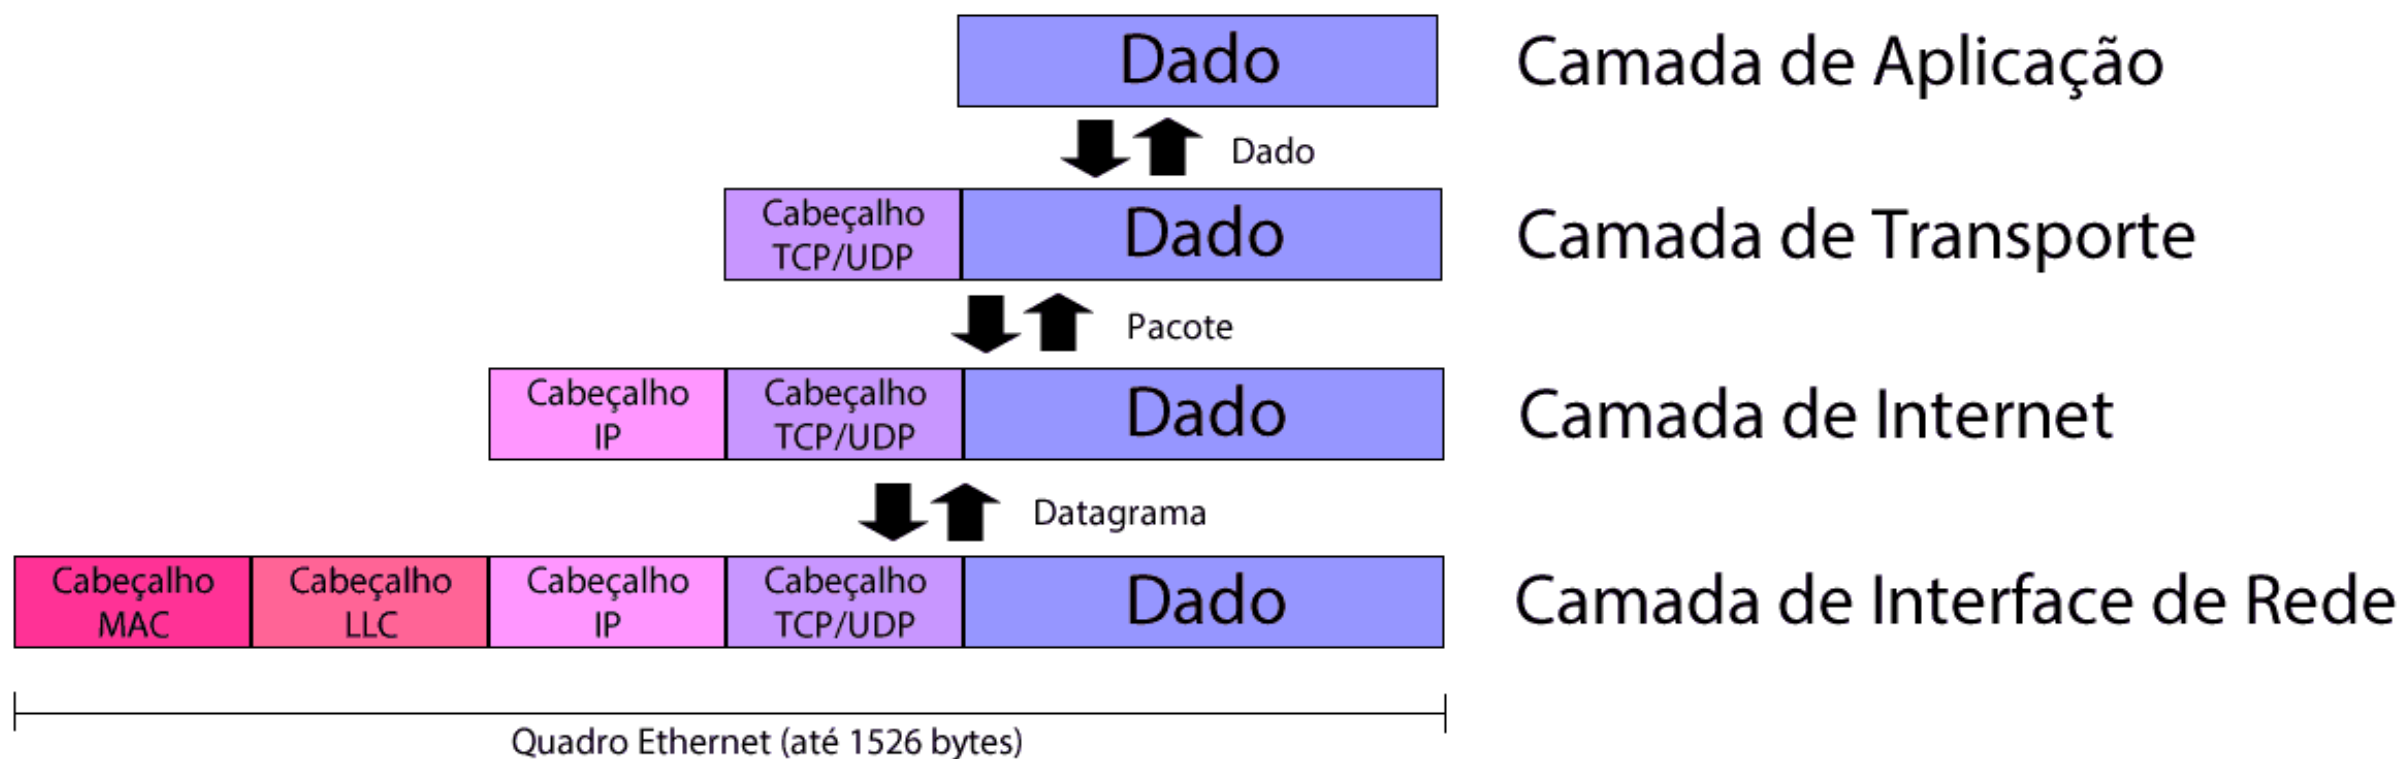 Dado
Camada de Aplicação
Dado
Cabeçalho
TCP/UDP
Dado
Camada de Transporte
Pacote
Cabeçalho
IP
Cabeçalho
TCP/UDP
Dado
Camada de Internet
Datagrama
Cabeçalho
MAC
Cabeçalho
LLC
Cabeçalho
IP
Cabeçalho
TCP/UDP
Dado
Camada de Interface de Rede
Quadro Ethernet (até 1526 bytes)